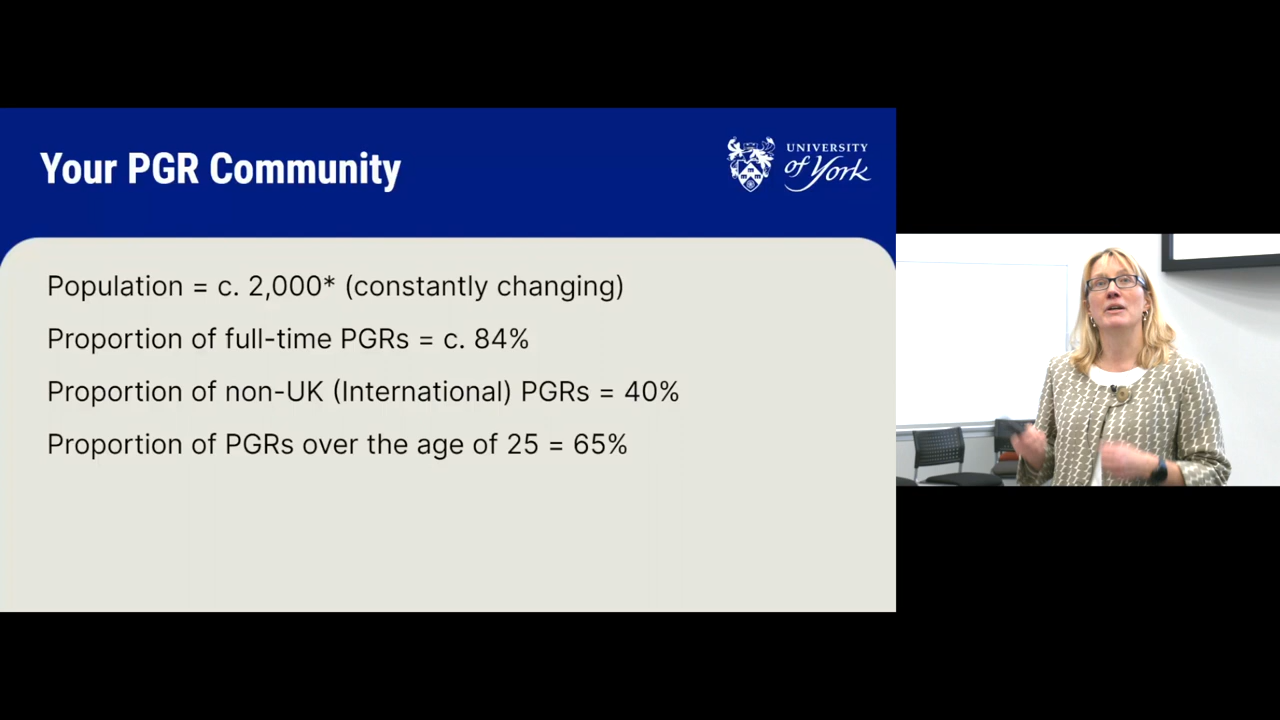 Your PGR Community
UNIVERSITY
of York
Population = c. 2,000* (constantly changing)
Proportion of full-time PGRs = c. 84%
Proportion of non-UK (International) PGRs = 40%
Proportion of PGRs over the age of 25 = 65%